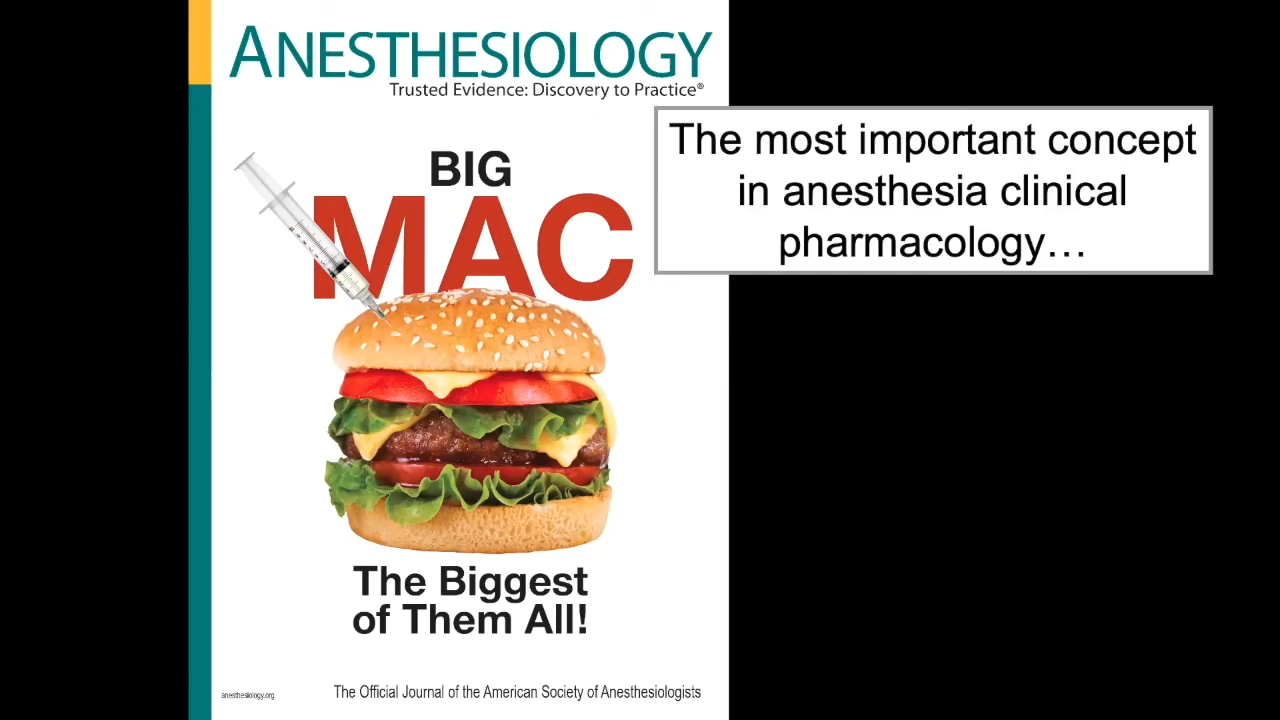 ANESTHESIOLOGY
Trusted Evidence: Discovery to Practice®
BIG
MAC
The most important concept
in anesthesia clinical
pharmacology…
The Biggest
of Them All!
anesthesiology.org
The Official Journal of the American Society of Anesthesiologists